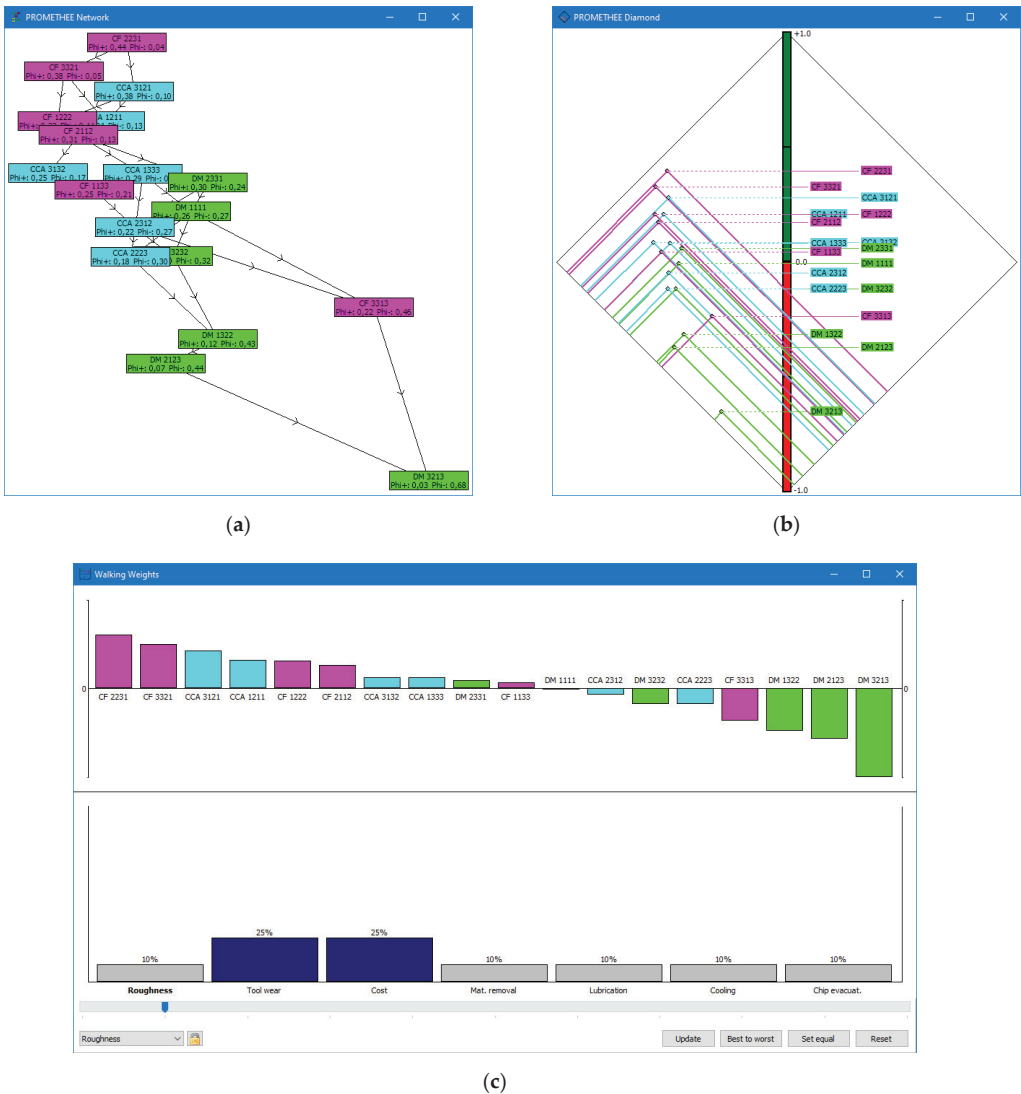 PROMETHEE Network
CF 2231
Phi+: 0,44 Phi-: 0,04
CF 3321
Phi+: 0,38 Phi-: 0,05
CCA 3121
Phi+: 0,38 Phi-: 0,10
CF 1222
A 1211
0,13
CF 2112
Phi+: 0,31 Phi-: 0,13
CCA 3132
Phi+: 0,25 Phi-: 0,17
CCA 1333
Phi+: 0,29 Phi-: 0,
DM 2331
Phi+: 0,30 Phi-: 0,24
CF 1133
Phi+: 0,25 Phi-: 0,21
DM 1111
Phi+: 0,26 Phi-: 0,27
CCA 2312
Phi+: 0,22 Phi-: 0,27
CCA 2223
Phi+: 0,18 Phi-: 0,30
3232
0,32
CF 3313
Phi+: 0,22 Phi-: 0,46
DM 1322
Phi+: 0,12 Phi-: 0,43
DM 2123
Phi+: 0,07 Phi-: 0,44
DM 3213
Phi+: 0,03 Phi-: 0,68
(a)
PROMETHEE Diamond
+1.0
CF 2231
CF 3321
CCA 3121
CCA 1211
CF 1222
CF 2112
CCA 1333
CCA 3132
DM 2331
CF 1133
0.0
DM 1111
CCA 2312
CCA 2223
DM 3232
CF 3313
DM 1322
DM 2123
DM 3213
-1.0
(b)
Walking Weights
0
0
CF 2231
CF 3321
CCA 3121
CCA 1211
CF 1222
CF 2112
CCA 3132
CCA 1333
DM 2331
CF 1133
DM 1111
CCA 2312
DM 3232
CCA 2223
CF 3313
DM 1322
DM 2123
DM 3213
10%
25%
25%
10%
10%
10%
10%
Roughness
Tool wear
Cost
Mat. removal
Lubrication
Cooling
Chip evacuat.
Roughness
Update
Best to worst
Set equal
Reset
(c)